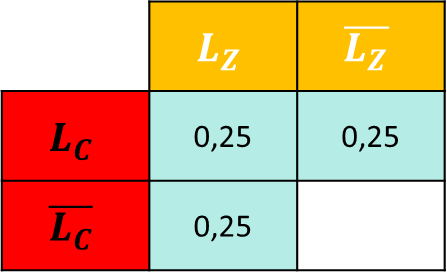 L_Z \overline{L_Z}
L_C 0,25 0,25
\overline{L_C} 0,25